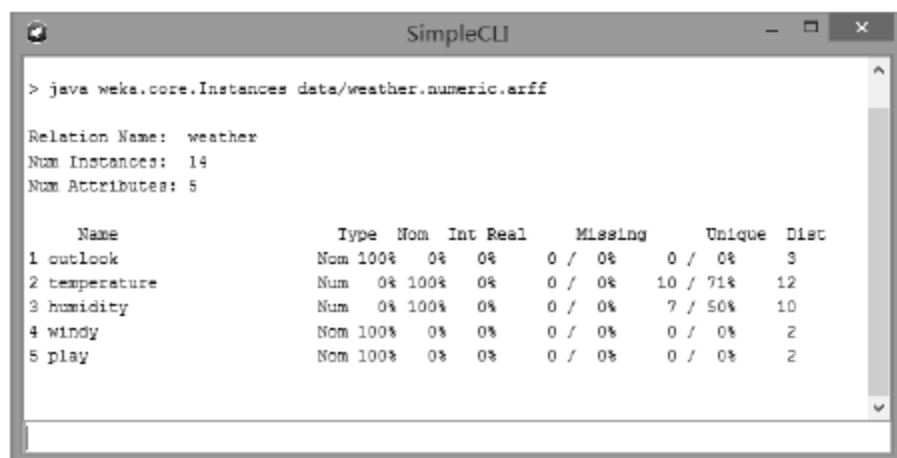 SimpleCLI
> java weka.core.Instances data/weather.numeric.arff
Relation Name:  weather
Num Instances:  14
Num Attributes: 5
Name Type Nom Int Real Missing Unique Dist
1 outlook Nom 100% 0% 0% 0 / 0% 0 / 0% 3
2 temperature Num 0% 100% 0% 0 / 0% 10 / 71% 12
3 humidity Num 0% 100% 0% 0 / 0% 7 / 50% 10
4 windy Nom 100% 0% 0% 0 / 0% 0 / 0% 2
5 play Nom 100% 0% 0% 0 / 0% 0 / 0% 2